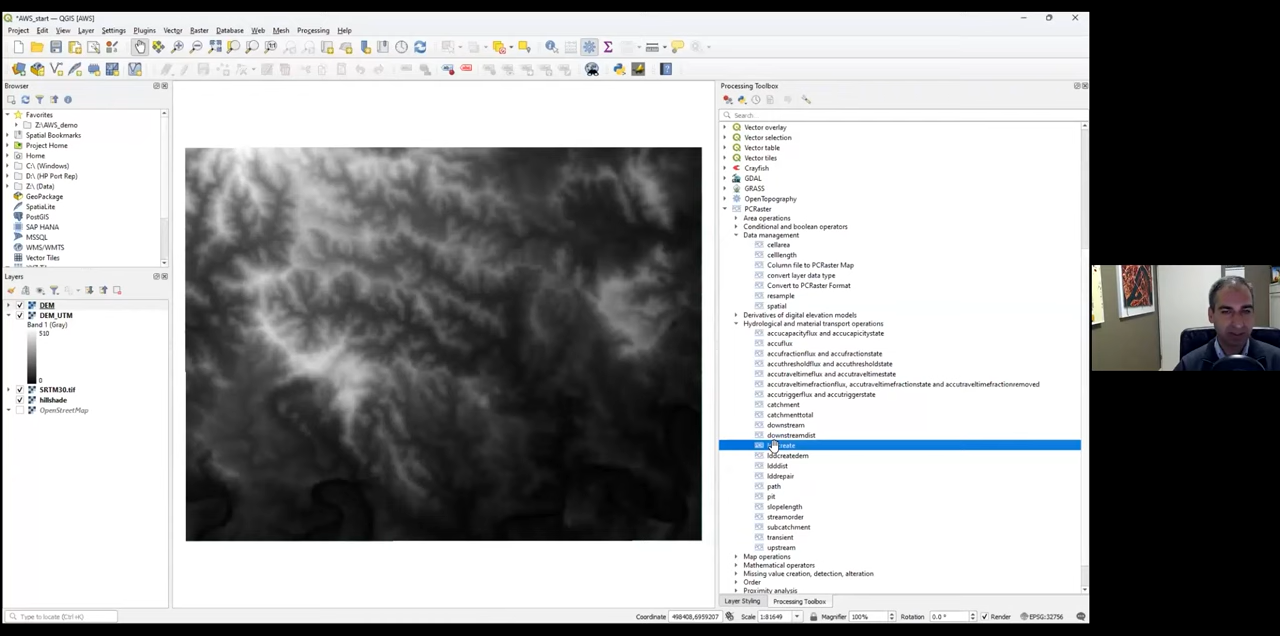 *AWS_start — QGIS [AWS]
Project Edit View Layer Settings Plugins Vector Raster Database Web Mesh Processing Help
Browser
Favorites
Z:\AWS_demo
Spatial Bookmarks
Project Home
Home
C:\ (Windows)
D:\ (HP Port Rep)
Z:\ (Data)
GeoPackage
SpatiaLite
PostGIS
SAP HANA
MSSQL
WMS/WMTS
Vector Tiles
Layers
DEM
DEM_UTM
Band 1 (Gray)
510
0
SRTM30.tif
hillshade
OpenStreetMap
Processing Toolbox
Search...
Vector overlay
Vector selection
Vector table
Vector tiles
Crayfish
GDAL
GRASS
OpenTopography
PCRaster
Area operations
Conditional and boolean operators
Data management
cellarea
celllength
Column file to PCRaster Map
convert layer data type
Convert to PCRaster Format
resample
spatial
Derivatives of digital elevation models
Hydrological and material transport operations
accucapacityflux and accucapacitystate
accuflux
accufractionflux and accufractionstate
accuthresholdflux and accuthresholdstate
accutraveltimeflux and accutraveltimestate
accutraveltimefractionflux, accutraveltimefractionstate and accutraveltimefractionremoved
accutriggerflux and accutriggerstate
catchment
catchmenttotal
downstream
downstreamdist
lddcreatedem
ldddist
lddrepair
path
pit
slopelength
streamorder
subcatchment
transient
upstream
Map operations
Mathematical operators
Missing value creation, detection, alteration
Order
Proximity analysis
Layer Styling Processing Toolbox
Type to locate (Ctrl+K)
Coordinate 498408,6959207 Scale 1:81649 Magnifier 100% Rotation 0.0 ° Render EPSG:32756